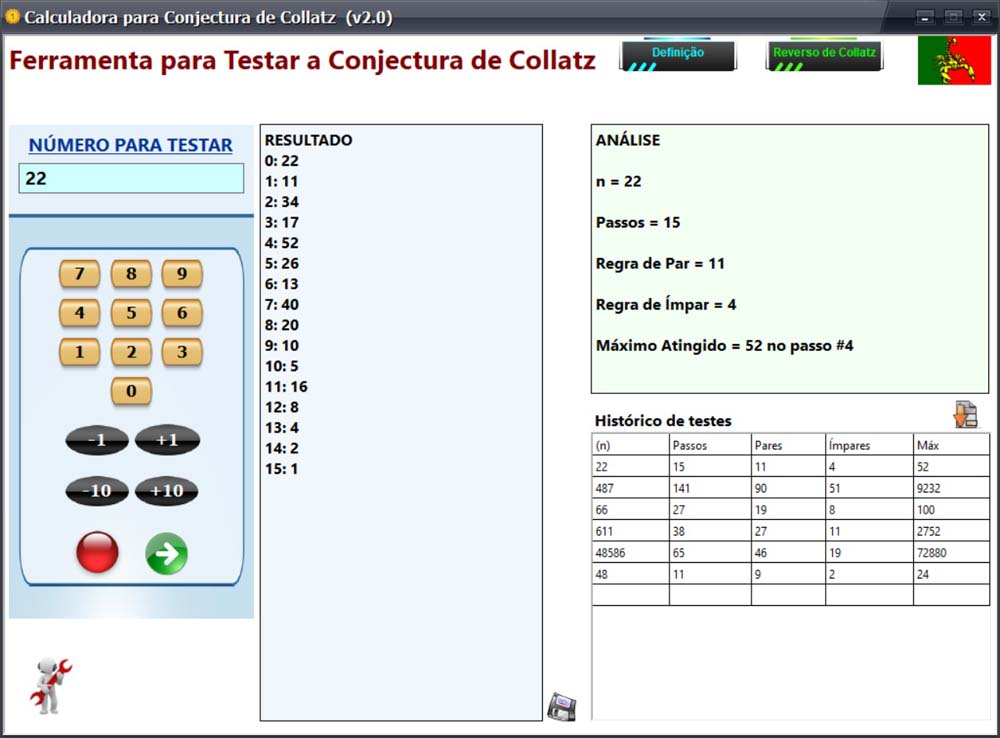 Calculadora para Conjectura de Collatz (v2.0)
Ferramenta para Testar a Conjectura de Collatz
Definição
Reverso de Collatz
NÚMERO PARA TESTAR
22
7 8 9
4 5 6
1 2 3
0
-1 +1
-10 +10
RESULTADO
0: 22
1: 11
2: 34
3: 17
4: 52
5: 26
6: 13
7: 40
8: 20
9: 10
10: 5
11: 16
12: 8
13: 4
14: 2
15: 1
ANÁLISE
n = 22
Passos = 15
Regra de Par = 11
Regra de Ímpar = 4
Máximo Atingido = 52 no passo #4
Histórico de testes
(n) Passos Pares Ímpares Máx
22 15 11 4 52
487 141 90 51 9232
66 27 19 8 100
611 38 27 11 2752
48586 65 46 19 72880
48 11 9 2 24